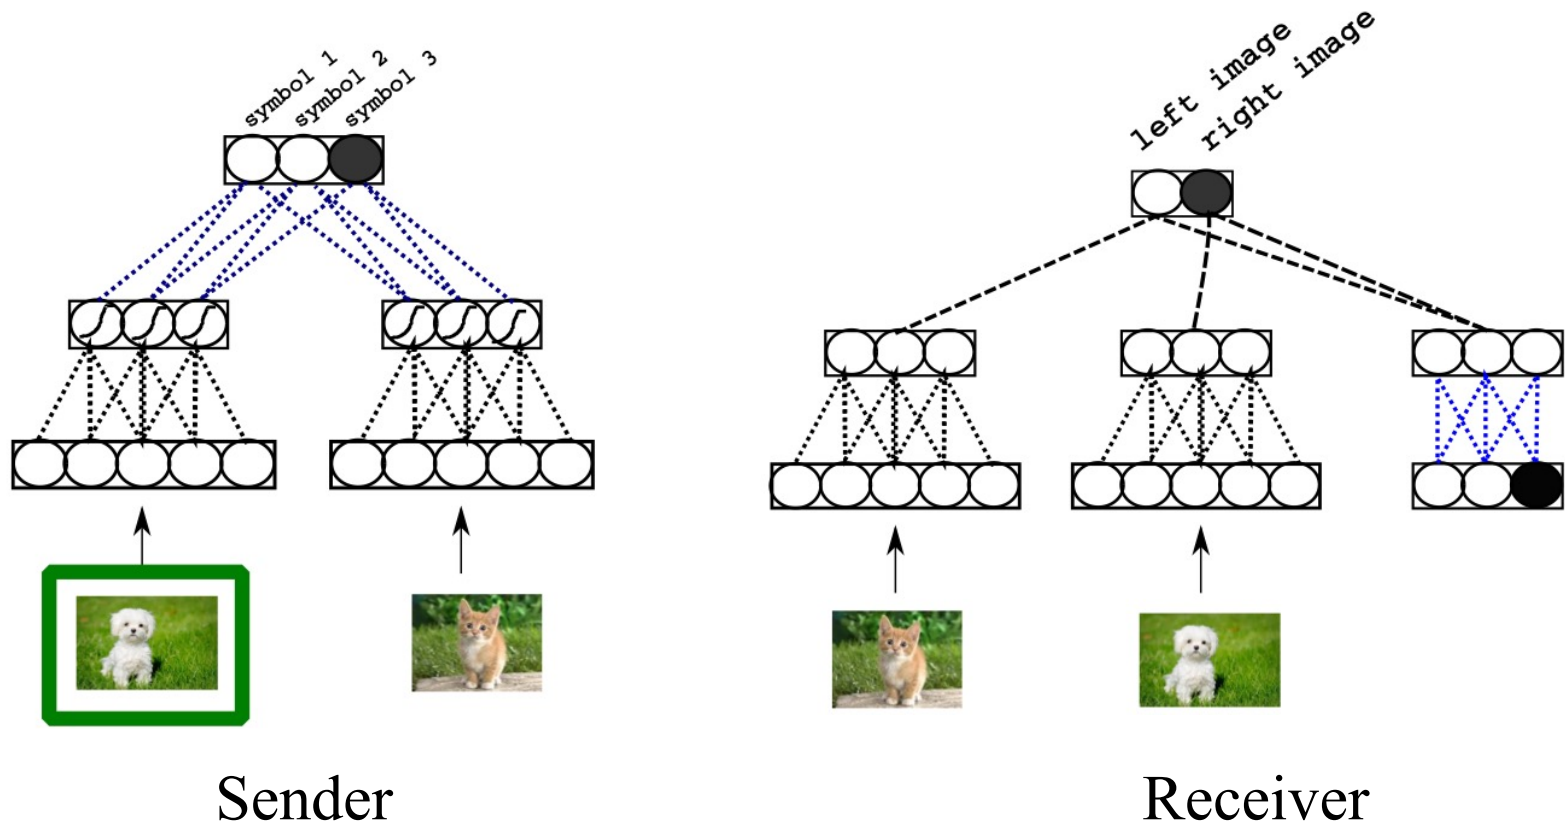 symbol 1
symbol 2
symbol 3
left image
right image
Sender
Receiver